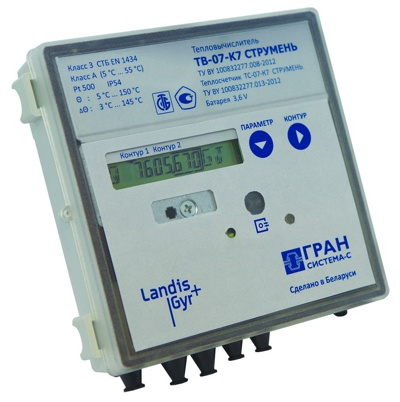 Класс 3 СТБ EN 1434
Класс А (5 °С ... 55 °С)
Pt 500 IP54
Θ : 5 °С ... 150 °С
ΔΘ : 3 °С ... 145 °С
Тепловычислитель
ТВ-07-К7 СТРУМЕНЬ
ТУ BY 100832277.008-2012
Теплосчетчик ТС-07-К7 СТРУМЕНЬ
ТУ BY 100832277.013-2012
Батарея 3,6 V
ПАРАМЕТР КОНТУР
Контур 1 Контур 2
7605,670
Landis
Gyr+
ГРАН
СИСТЕМА-С
Сделано в Беларуси